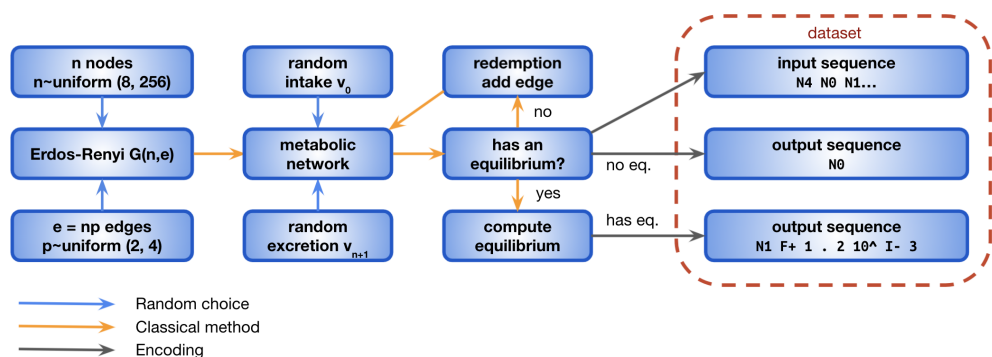 dataset
n nodes
n~uniform (8, 256)
random
intake v0
redemption
add edge
input sequence
N4 N0 N1...
no
Erdos-Renyi G(n,e)
metabolic
network
has an
equilibrium?
no eq.
output sequence
N0
yes
e = np edges
p~uniform (2, 4)
random
excretion vn+1
compute
equilibrium
has eq.
output sequence
N1 F+ 1 . 2 10^ I- 3
Random choice
Classical method
Encoding